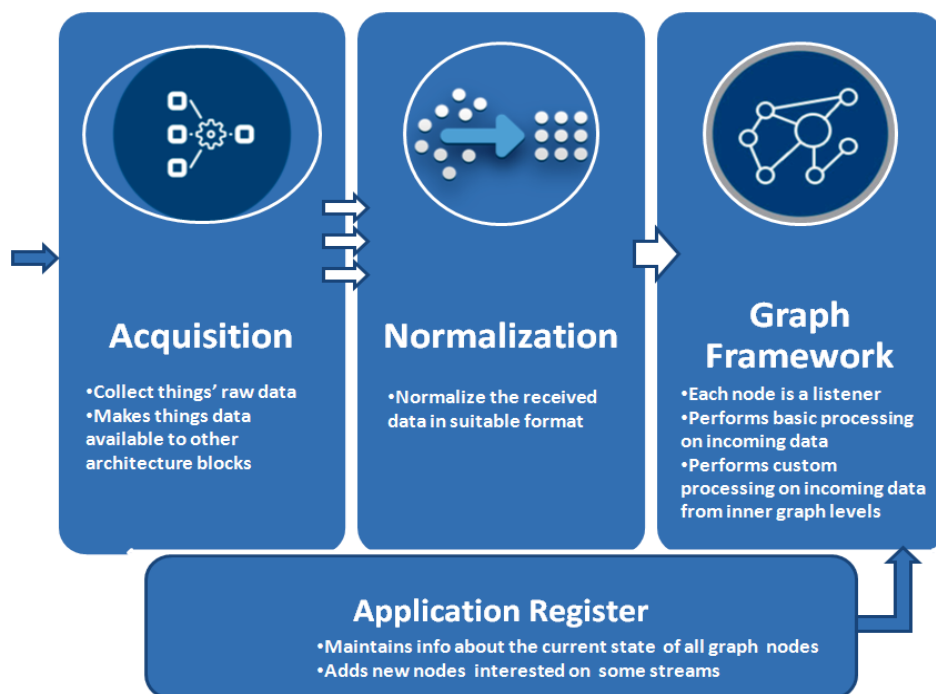 Acquisition
•Collect things' raw data
•Makes things data
available to other
architecture blocks
Normalization
•Normalize the received
data in suitable format
Graph
Framework
•Each node is a listener
•Performs basic processing
on incoming data
•Performs custom
processing on incoming data
from inner graph levels
Application Register
•Maintains info about the current state of all graph nodes
•Adds new nodes interested on some streams